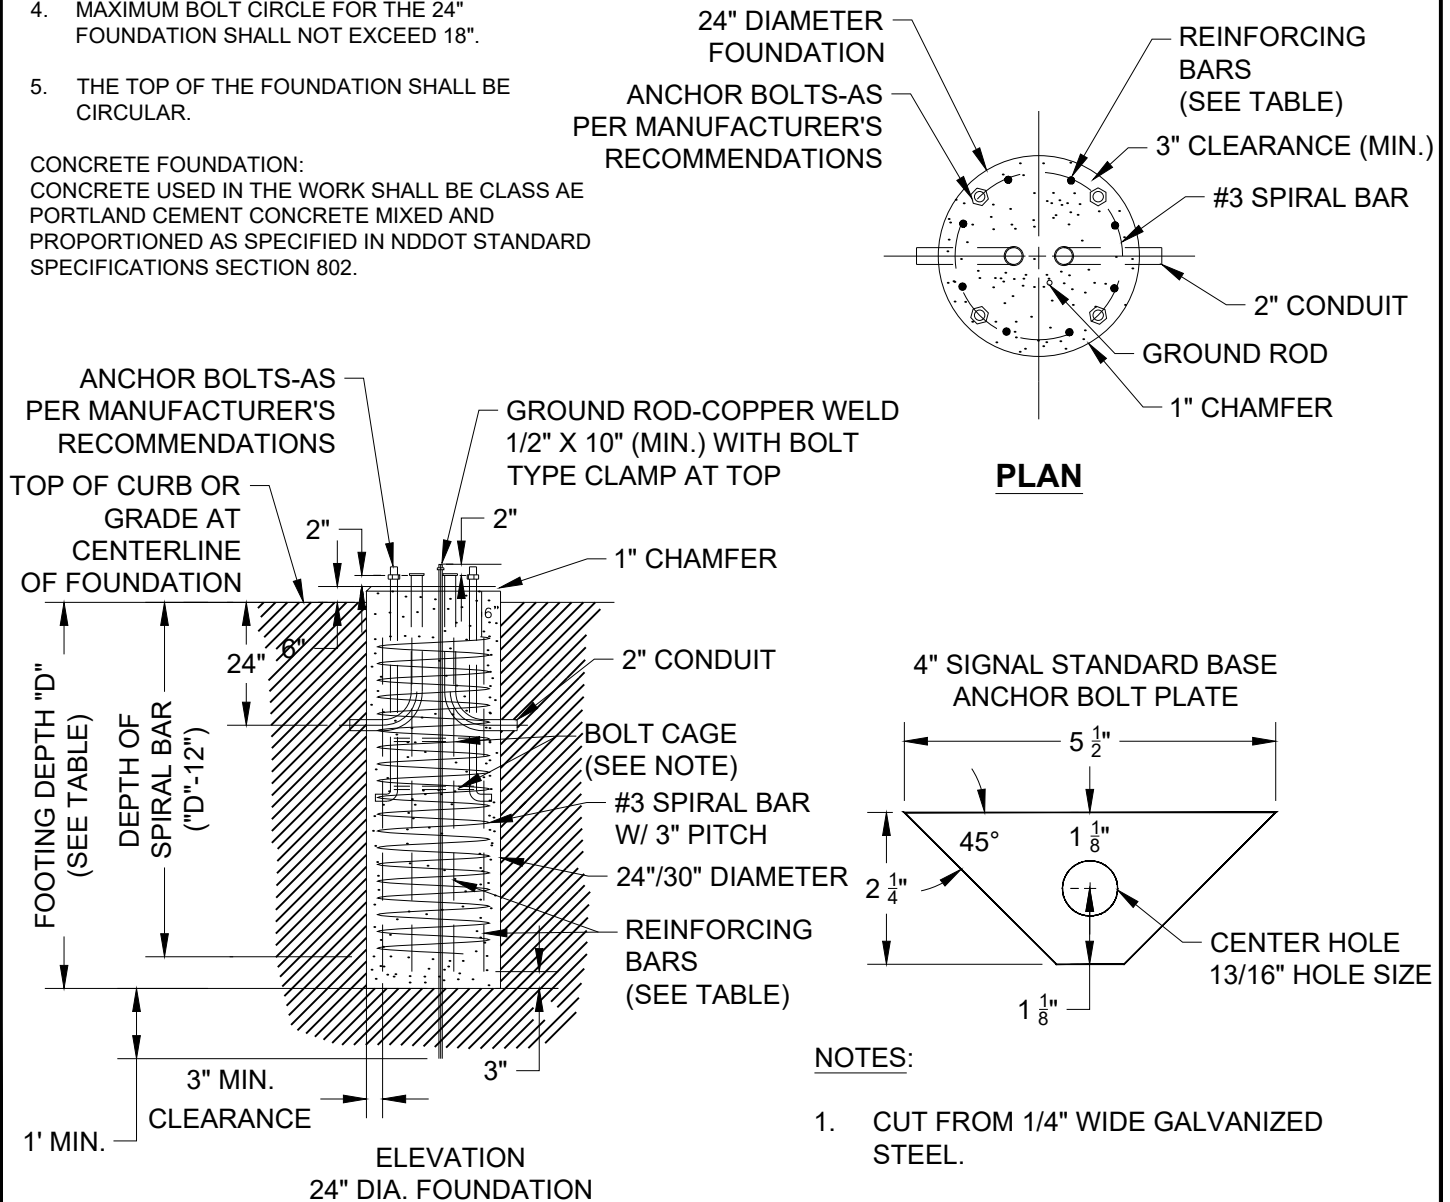 4. MAXIMUM BOLT CIRCLE FOR THE 24"
FOUNDATION SHALL NOT EXCEED 18".
5. THE TOP OF THE FOUNDATION SHALL BE
CIRCULAR.
CONCRETE FOUNDATION:
CONCRETE USED IN THE WORK SHALL BE CLASS AE
PORTLAND CEMENT CONCRETE MIXED AND
PROPORTIONED AS SPECIFIED IN NDDOT STANDARD
SPECIFICATIONS SECTION 802.
24" DIAMETER
FOUNDATION
ANCHOR BOLTS-AS
PER MANUFACTURER'S
RECOMMENDATIONS
REINFORCING
BARS
(SEE TABLE)
3" CLEARANCE (MIN.)
#3 SPIRAL BAR
2" CONDUIT
GROUND ROD
1" CHAMFER
PLAN
ANCHOR BOLTS-AS
PER MANUFACTURER'S
RECOMMENDATIONS
GROUND ROD-COPPER WELD
1/2" X 10" (MIN.) WITH BOLT
TYPE CLAMP AT TOP
TOP OF CURB OR
GRADE AT
CENTERLINE
OF FOUNDATION
2"
2"
1" CHAMFER
6"
6"
24"
2" CONDUIT
BOLT CAGE
(SEE NOTE)
#3 SPIRAL BAR
W/ 3" PITCH
24"/30" DIAMETER
REINFORCING
BARS
(SEE TABLE)
FOOTING DEPTH "D"
(SEE TABLE)
DEPTH OF
SPIRAL BAR
("D"-12")
3"
3" MIN.
CLEARANCE
1' MIN.
ELEVATION
24" DIA. FOUNDATION
4" SIGNAL STANDARD BASE
ANCHOR BOLT PLATE
5 1/2"
45°
1 1/8"
2 1/4"
CENTER HOLE
13/16" HOLE SIZE
1 1/8"
NOTES:
1. CUT FROM 1/4" WIDE GALVANIZED
STEEL.